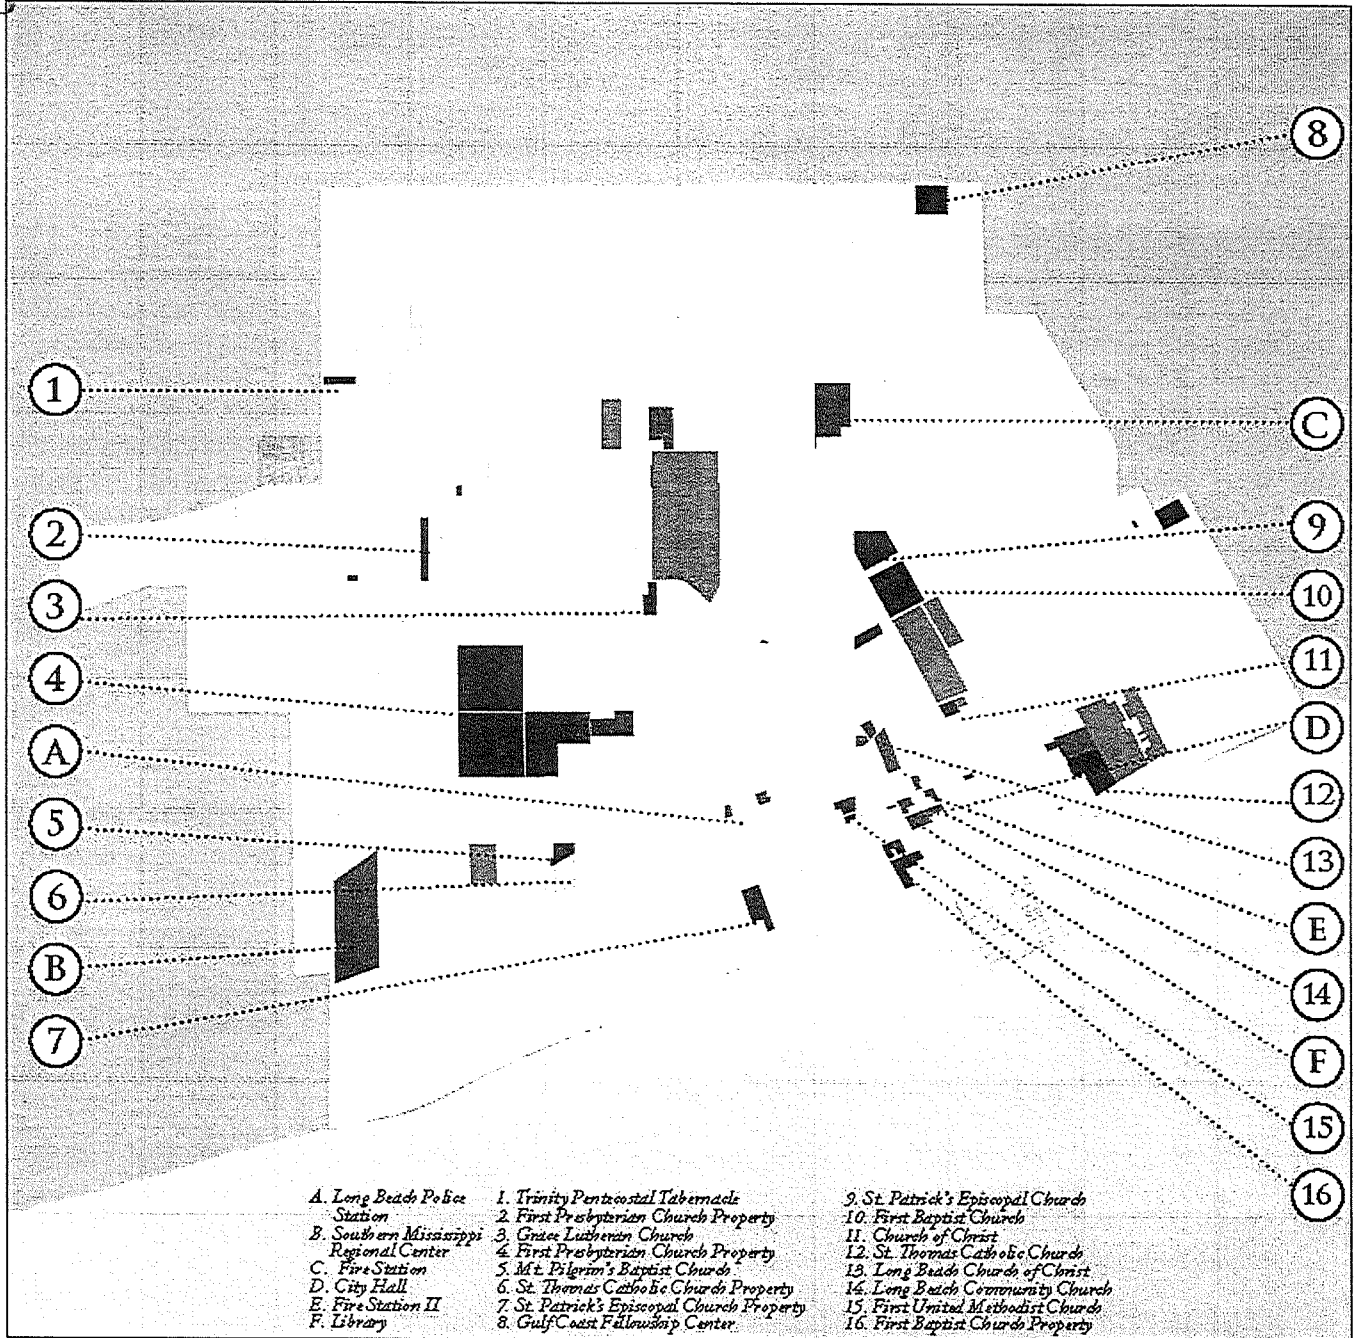 8
1
C
2
9
3
10
4
11
A
D
5
12
6
13
B
E
7
14
F
15
16
A. Long Beach Police
Station
B. Southern Mississippi
Regional Center
C. Fire Station
D. City Hall
E. Fire Station II
F. Library
1. Trinity Pentecostal Tabernacle
2. First Presbyterian Church Property
3. Grace Lutheran Church
4. First Presbyterian Church Property
5. Mt. Pilgrim's Baptist Church
6. St. Thomas Catholic Church Property
7. St. Patrick's Episcopal Church Property
8. Gulf Coast Fellowship Center
9. St. Patrick's Episcopal Church
10. First Baptist Church
11. Church of Christ
12. St. Thomas Catholic Church
13. Long Beach Church of Christ
14. Long Beach Community Church
15. First United Methodist Church
16. First Baptist Church Property